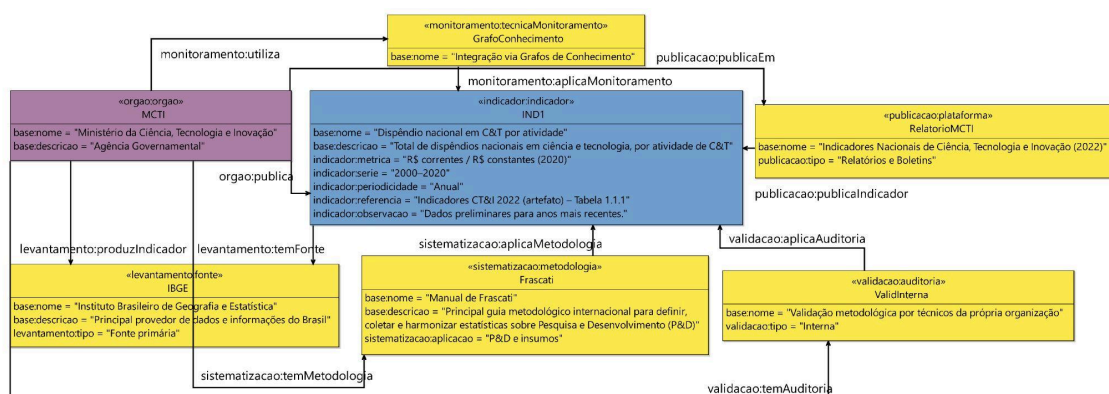 «monitoramento:tecnicaMonitoramento»
GrafoConhecimento
base:nome = "Integração via Grafos de Conhecimento"
monitoramento:utiliza
publicacao:publicaEm
monitoramento:aplicaMonitoramento
«orgao:orgao»
MCTI
base:nome = "Ministério da Ciência, Tecnologia e Inovação"
base:descricao = "Agência Governamental"
«indicador:indicador»
IND1
base:nome = "Dispêndio nacional em C&T por atividade"
base:descricao = "Total de dispêndios nacionais em ciência e tecnologia, por atividade de C&T"
indicador:metrica = "R$ correntes / R$ constantes (2020)"
indicador:serie = "2000–2020"
indicador:periodicidade = "Anual"
indicador:referencia = "Indicadores CT&I 2022 (artefato) – Tabela 1.1.1"
indicador:observacao = "Dados preliminares para anos mais recentes."
«publicacao:plataforma»
RelatorioMCTI
base:nome = "Indicadores Nacionais de Ciência, Tecnologia e Inovação (2022)"
publicacao:tipo = "Relatórios e Boletins"
orgao:publica
publicacao:publicaIndicador
levantamento:produzIndicador
levantamento:temFonte
sistematizacao:aplicaMetodologia
validacao:aplicaAuditoria
«levantamento:fonte»
IBGE
base:nome = "Instituto Brasileiro de Geografia e Estatística"
base:descricao = "Principal provedor de dados e informações do Brasil"
levantamento:tipo = "Fonte primária"
«sistematizacao:metodologia»
Frascati
base:nome = "Manual de Frascati"
base:descricao = "Principal guia metodológico internacional para definir,
coletar e harmonizar estatísticas sobre Pesquisa e Desenvolvimento (P&D)"
sistematizacao:aplicacao = "P&D e insumos"
«validacao:auditoria»
ValidInterna
base:nome = "Validação metodológica por técnicos da própria organização"
validacao:tipo = "Interna"
sistematizacao:temMetodologia
validacao:temAuditoria